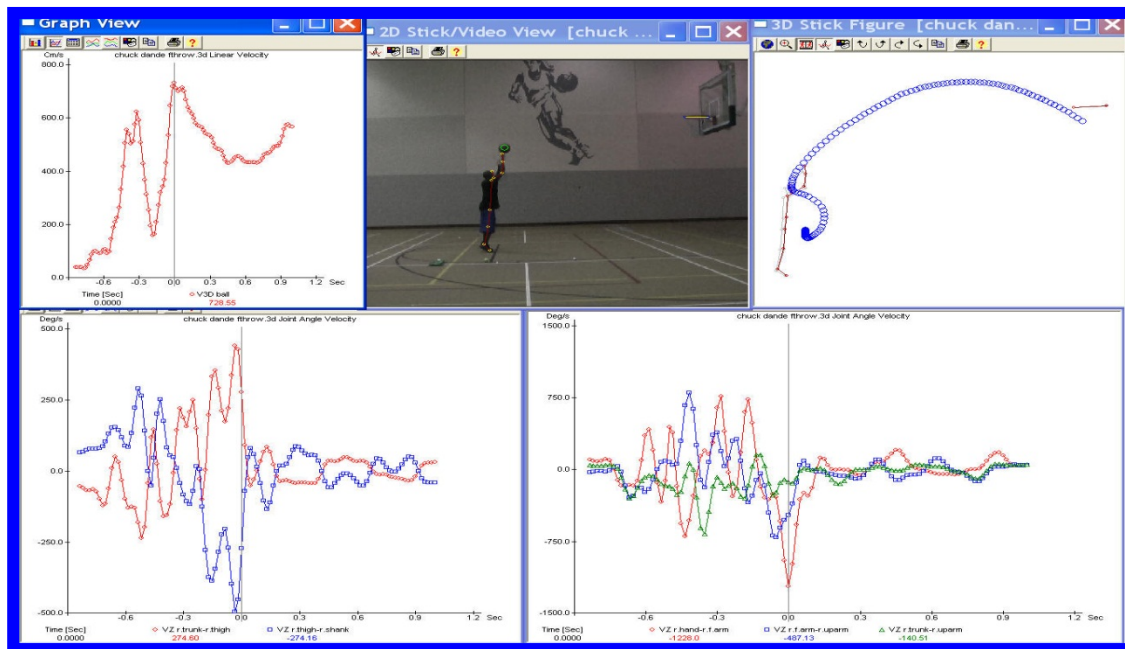 Graph View
Cm/s
chuck dande fthrow.3d Linear Velocity
800.0
600.0
400.0
200.0
0.0
-0.6 -0.3 0.0 0.3 0.6 0.9 1.2 Sec
Time [Sec] V3D ball
0.0000 728.55
2D Stick/Video View [chuck ...
3D Stick Figure [chuck dan...
Deg/s
chuck dande fthrow.3d Joint Angle Velocity
500.0
250.0
0.0
-250.0
-500.0
-0.6 -0.3 0.0 0.3 0.6 0.9 1.2 Sec
Time [Sec] VZ r.trunk-r.thigh VZ r.thigh-r.shank
0.0000 274.60 -274.16
Deg/s
chuck dande fthrow.3d Joint Angle Velocity
1500.0
750.0
0.0
-750.0
-1500.0
-0.6 -0.3 0.0 0.3 0.6 0.9 1.2 Sec
Time [Sec] VZ r.hand-r.f.arm VZ r.f.arm-r.uparm VZ r.trunk-r.uparm
0.0000 -1228.0 -487.13 -140.51